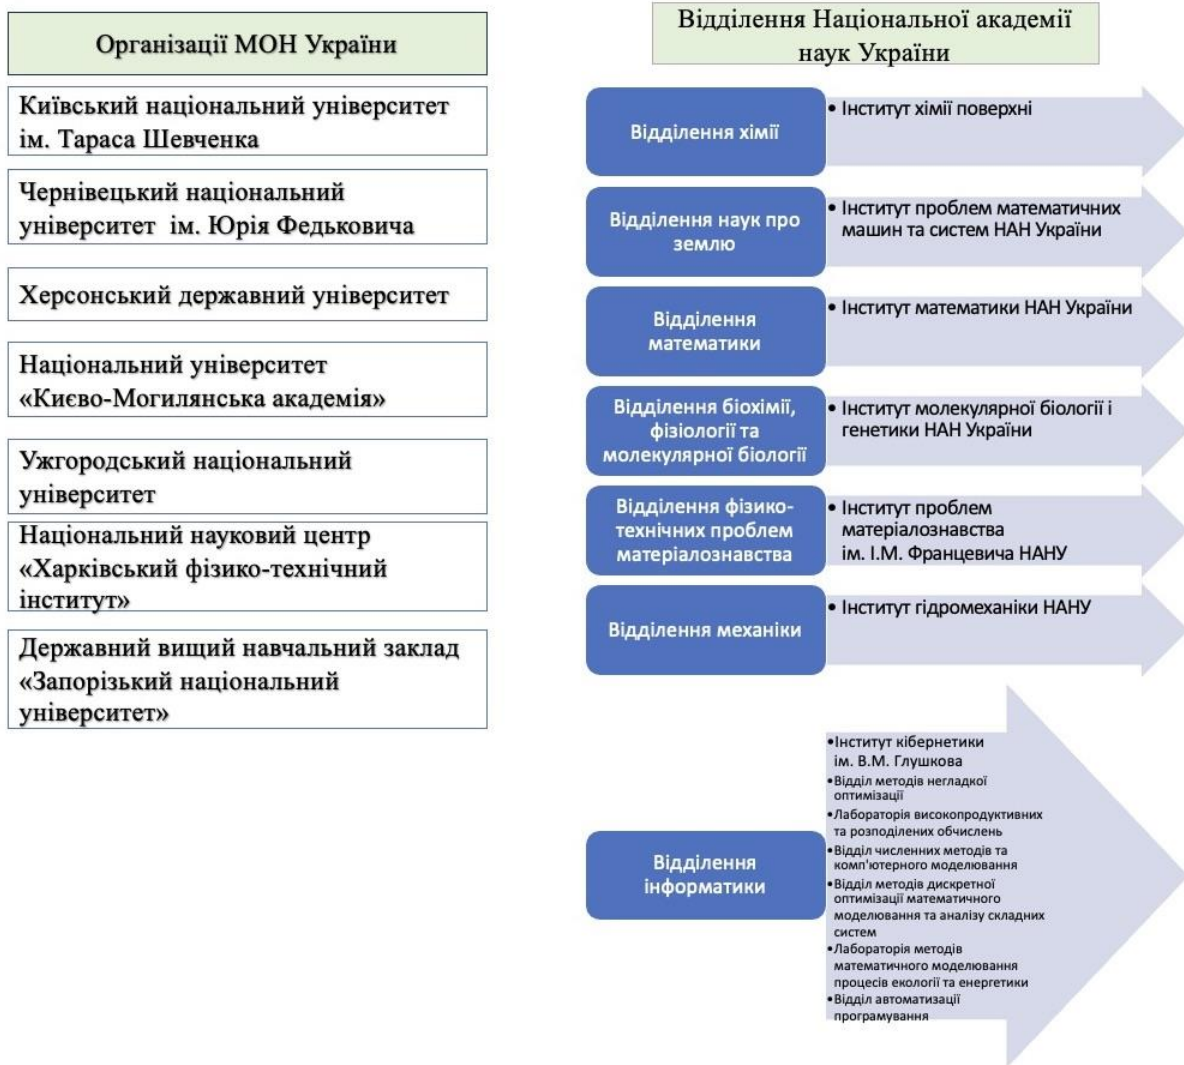 Організації МОН України
Київський національний університет
ім. Тараса Шевченка
Чернівецький національний
університет ім. Юрія Федьковича
Херсонський державний університет
Національний університет
«Києво-Могилянська академія»
Ужгородський національний
університет
Національний науковий центр
«Харківський фізико-технічний
інститут»
Державний вищий навчальний заклад
«Запорізький національний
університет»
Відділення Національної академії
наук України
Відділення хімії
• Інститут хімії поверхні
Відділення наук про
землю
• Інститут проблем математичних
машин та систем НАН України
Відділення
математики
• Інститут математики НАН України
Відділення біохімії,
фізіології та
молекулярної біології
• Інститут молекулярної біології і
генетики НАН України
Відділення фізико-
технічних проблем
матеріалознавства
• Інститут проблем
матеріалознавства
ім. І.М. Францевича НАНУ
Відділення механіки
• Інститут гідромеханіки НАНУ
Відділення
інформатики
•Інститут кібернетики
ім. В.М. Глушкова
•Відділ методів негладкої
оптимізації
•Лабораторія високопродуктивних
та розподілених обчислень
•Відділ численних методів та
комп'ютерного моделювання
•Відділ методів дискретної
оптимізації математичного
моделювання та аналізу складних
систем
•Лабораторія методів
математичного моделювання
процесів екології та енергетики
•Відділ автоматизації
програмування